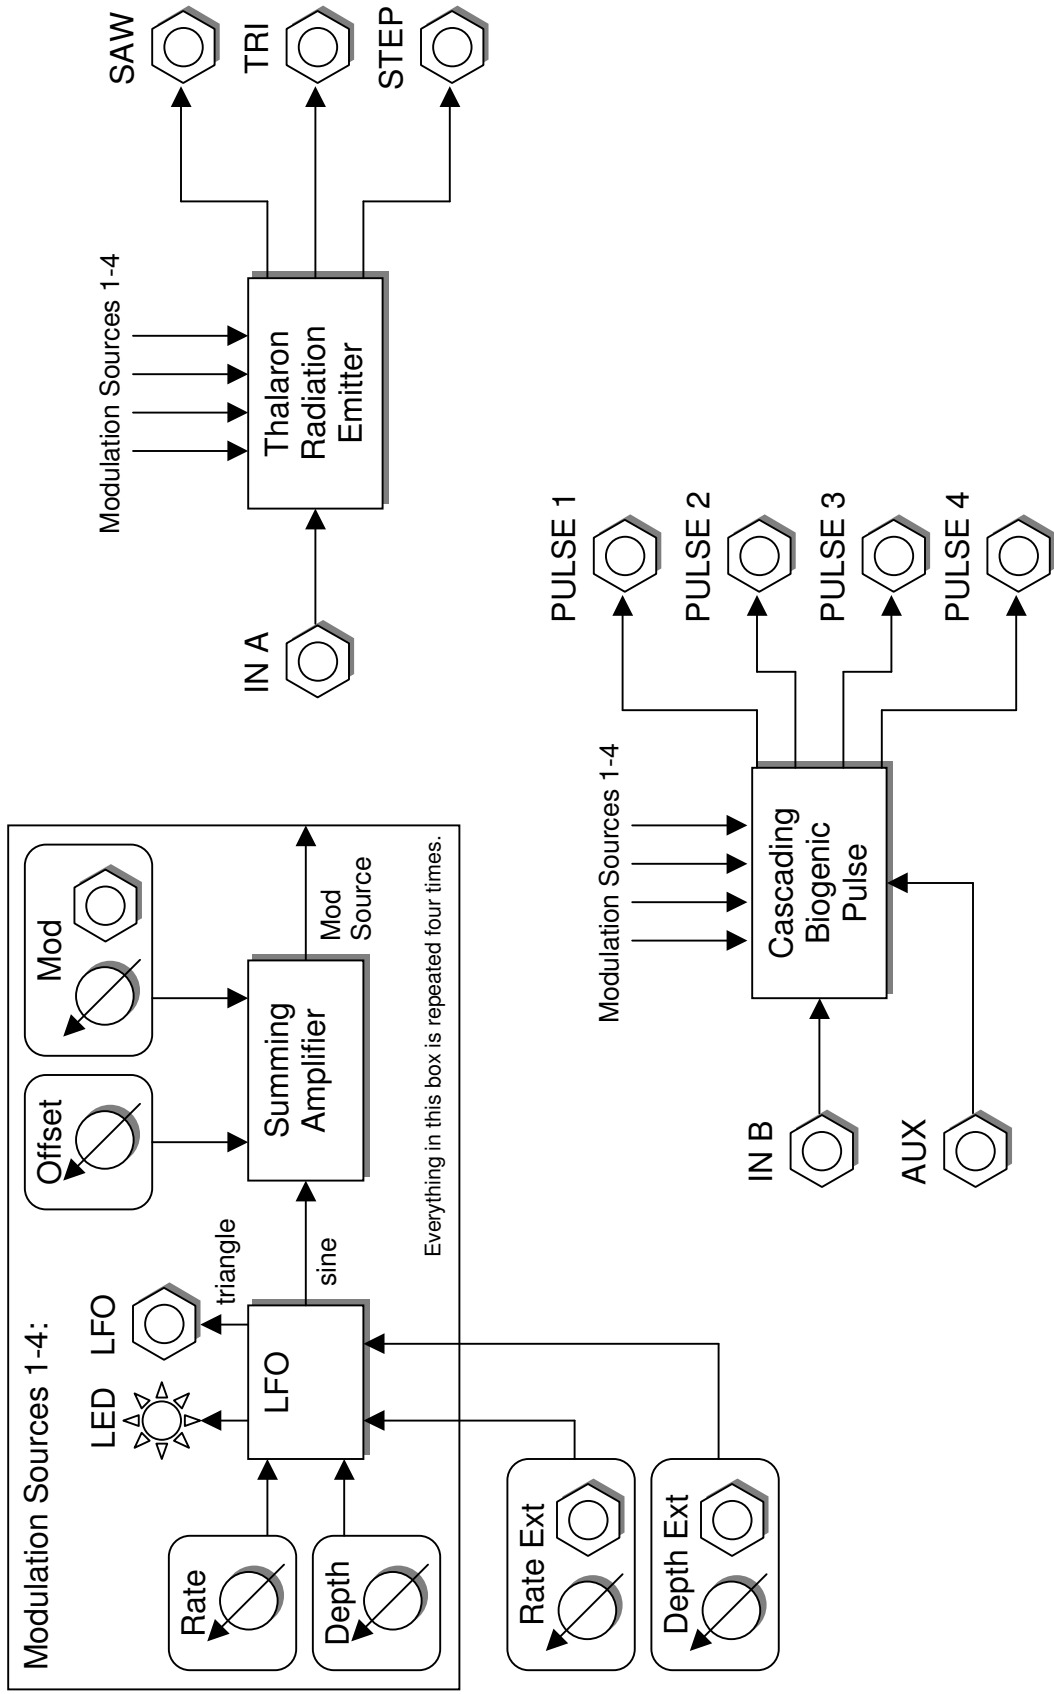 Modulation Sources 1-4:
Rate
Depth
LED
LFO
LFO
triangle
sine
Offset
Mod
Summing
Amplifier
Mod
Source
Everything in this box is repeated four times.
Rate Ext
Depth Ext
IN A
Modulation Sources 1-4
Thalaron
Radiation
Emitter
SAW
TRI
STEP
IN B
AUX
Modulation Sources 1-4
Cascading
Biogenic
Pulse
PULSE 1
PULSE 2
PULSE 3
PULSE 4